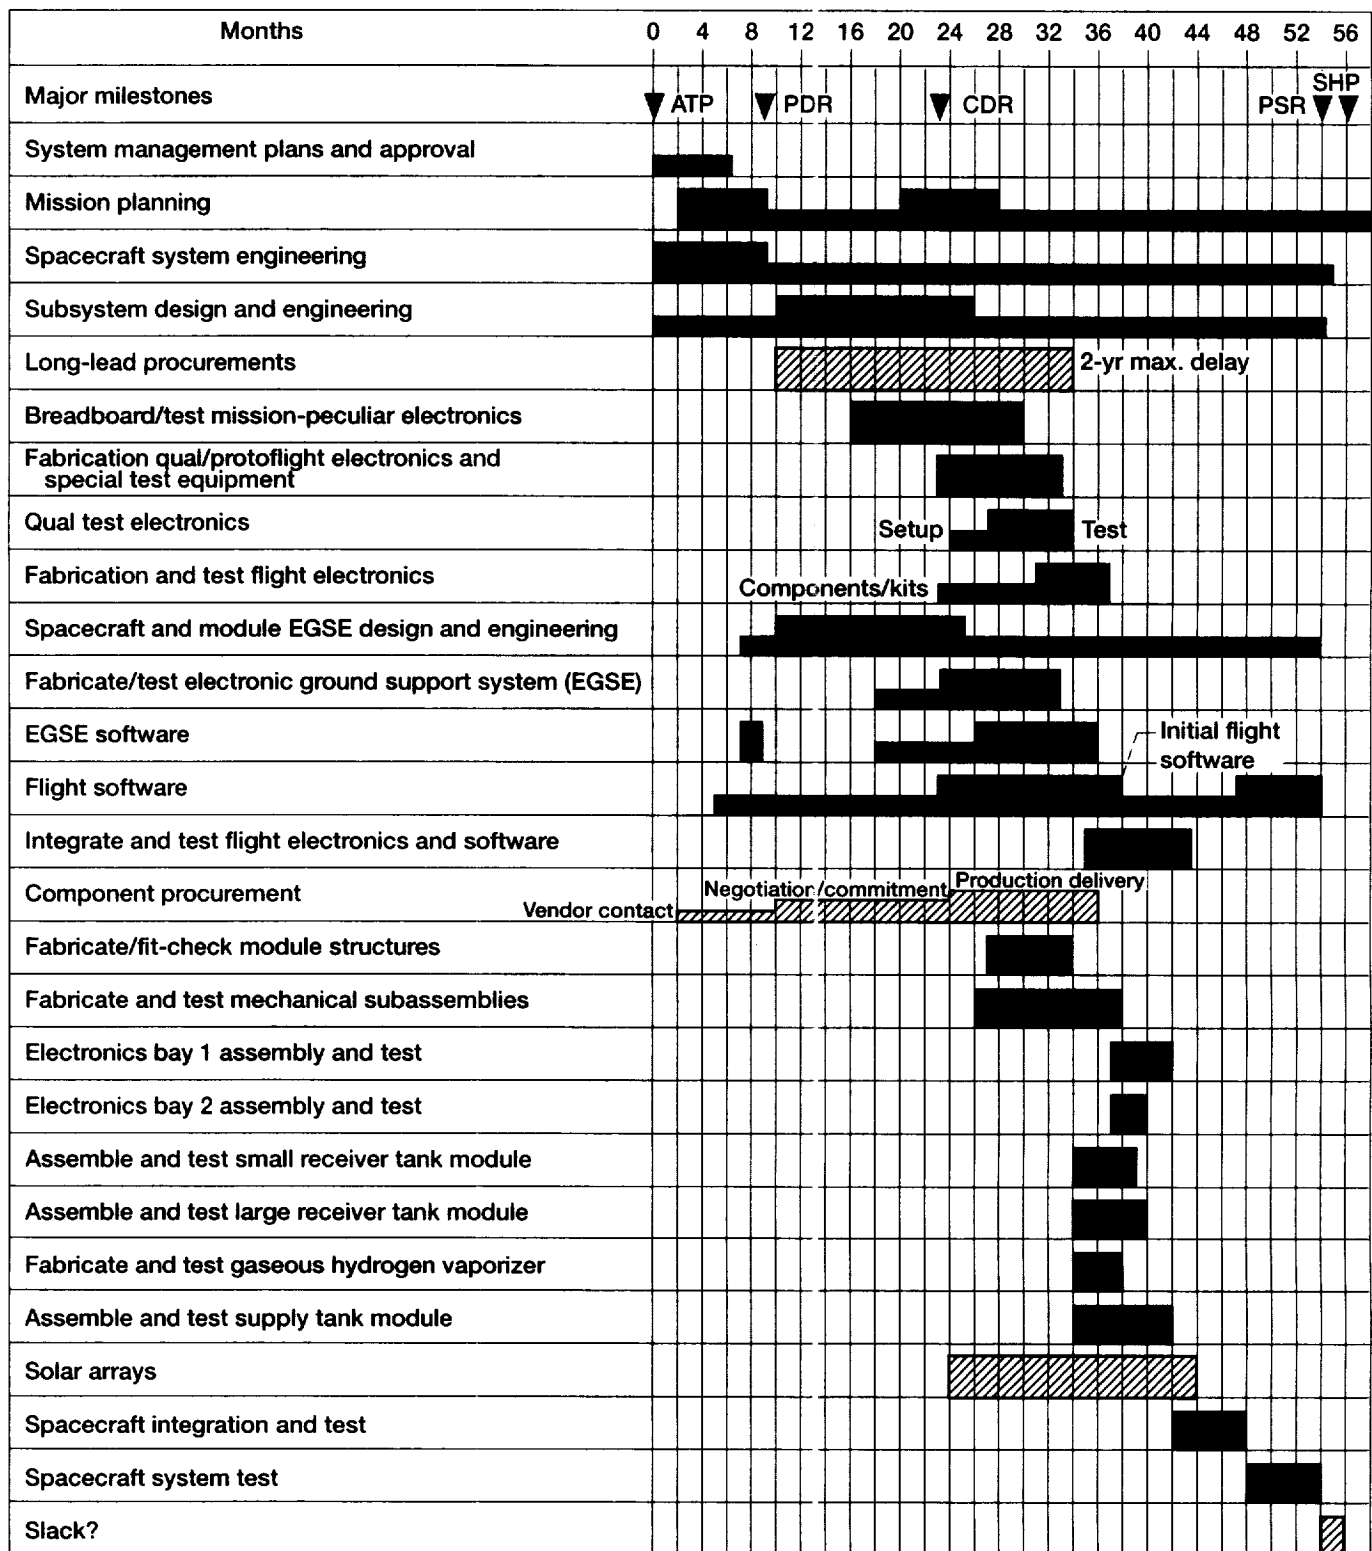 Months 0 4 8 12 16 20 24 28 32 36 40 44 48 52 56
SHP
Major milestones ATP PDR CDR PSR
System management plans and approval
Mission planning
Spacecraft system engineering
Subsystem design and engineering
Long-lead procurements 2-yr max. delay
Breadboard/test mission-peculiar electronics
Fabrication qual/protoflight electronics and
special test equipment
Qual test electronics Setup Test
Fabrication and test flight electronics Components/kits
Spacecraft and module EGSE design and engineering
Fabricate/test electronic ground support system (EGSE)
EGSE software Initial flight
software
Flight software
Integrate and test flight electronics and software
Component procurement Vendor contact Negotiation/commitment Production delivery
Fabricate/fit-check module structures
Fabricate and test mechanical subassemblies
Electronics bay 1 assembly and test
Electronics bay 2 assembly and test
Assemble and test small receiver tank module
Assemble and test large receiver tank module
Fabricate and test gaseous hydrogen vaporizer
Assemble and test supply tank module
Solar arrays
Spacecraft integration and test
Spacecraft system test
Slack?